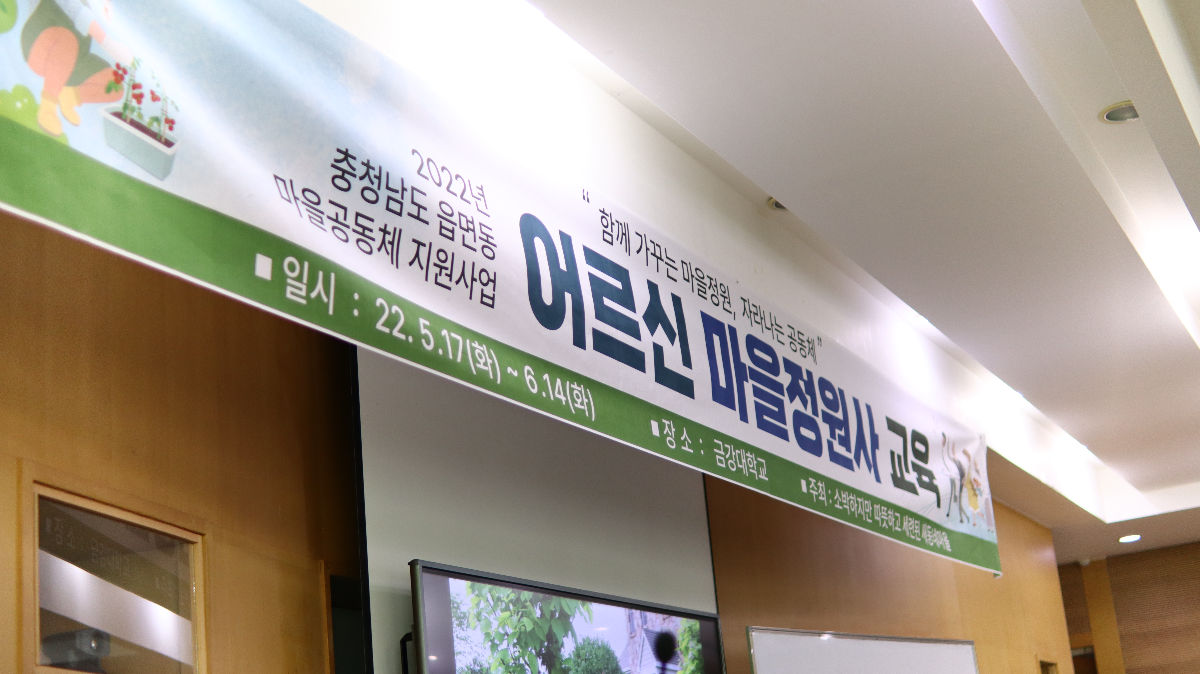 2022년
충청남도 읍면동
마을공동체 지원사업
“ 함께 가꾸는 마을정원, 자라나는 공동체 ”
어르신 마을정원사 교육
■ 일시 : 22. 5.17(화) ~ 6.14(화)
■ 장 소 : 금강대학교
■ 주최 : 소박하지만 따뜻하고 세련된